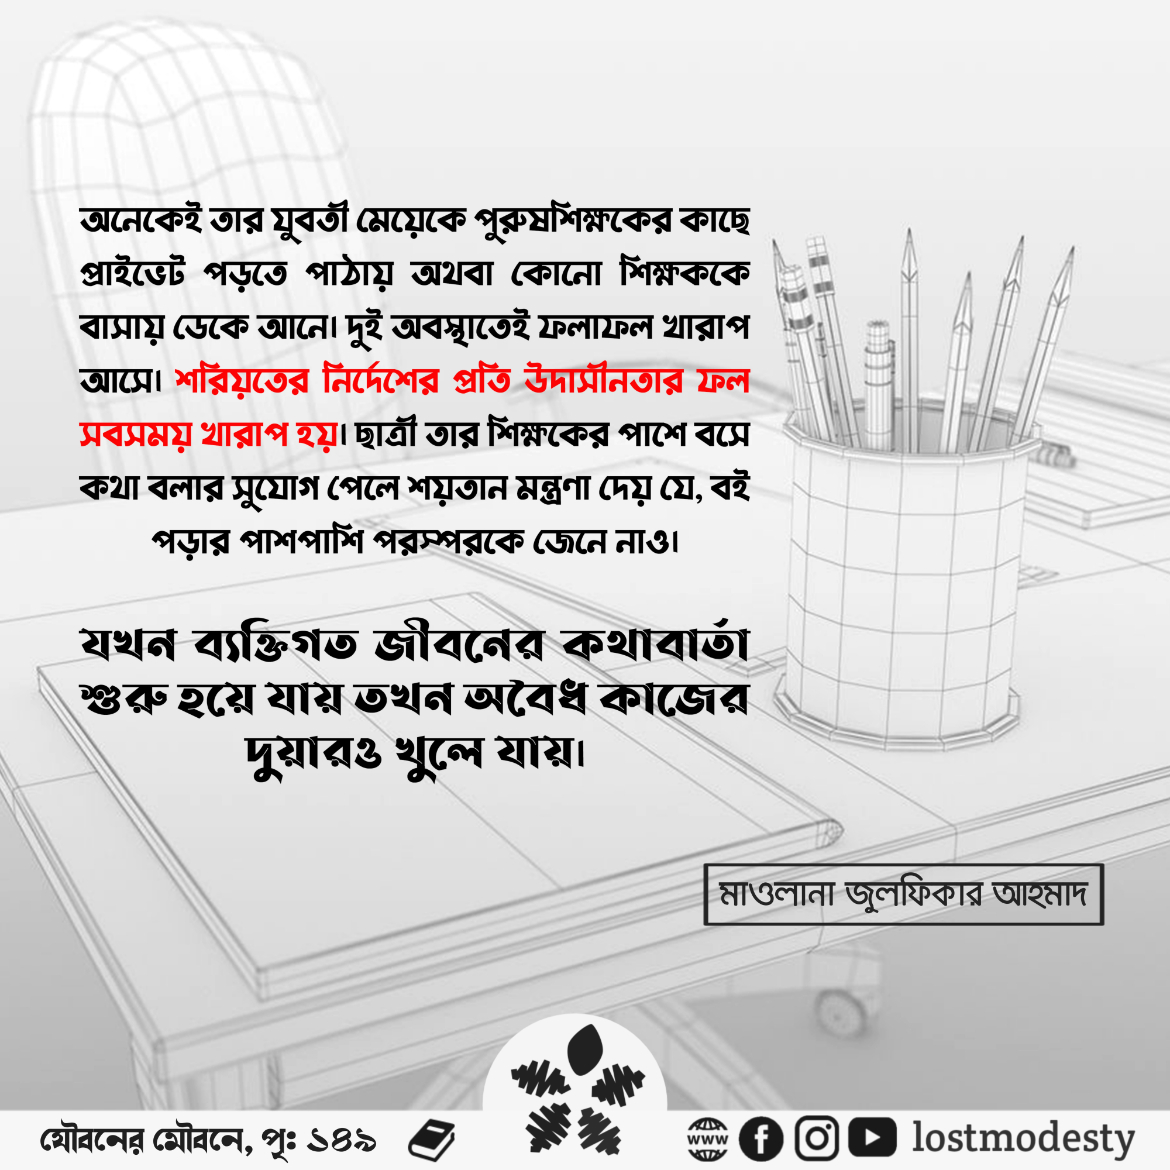 অনেকেই তার যুবতী মেয়েকে পুরুষশিক্ষকের কাছে
প্রাইভেট পড়তে পাঠায় অথবা কোনো শিক্ষককে
বাসায় ডেকে আনে। দুই অবস্থাতেই ফলাফল খারাপ
আসে। শরিয়তের নির্দেশের প্রতি উদাসীনতার ফল
সবসময় খারাপ হয়। ছাত্রী তার শিক্ষকের পাশে বসে
কথা বলার সুযোগ পেলে শয়তান মন্ত্রণা দেয় যে, বই
পড়ার পাশপাশি পরস্পরকে জেনে নাও।
যখন ব্যক্তিগত জীবনের কথাবার্তা
শুরু হয়ে যায় তখন অবৈধ কাজের
দুয়ারও খুলে যায়।
মাওলানা জুলফিকার আহমাদ
যৌবনের মৌবনে, পৃঃ ১৪৯
www
lostmodesty